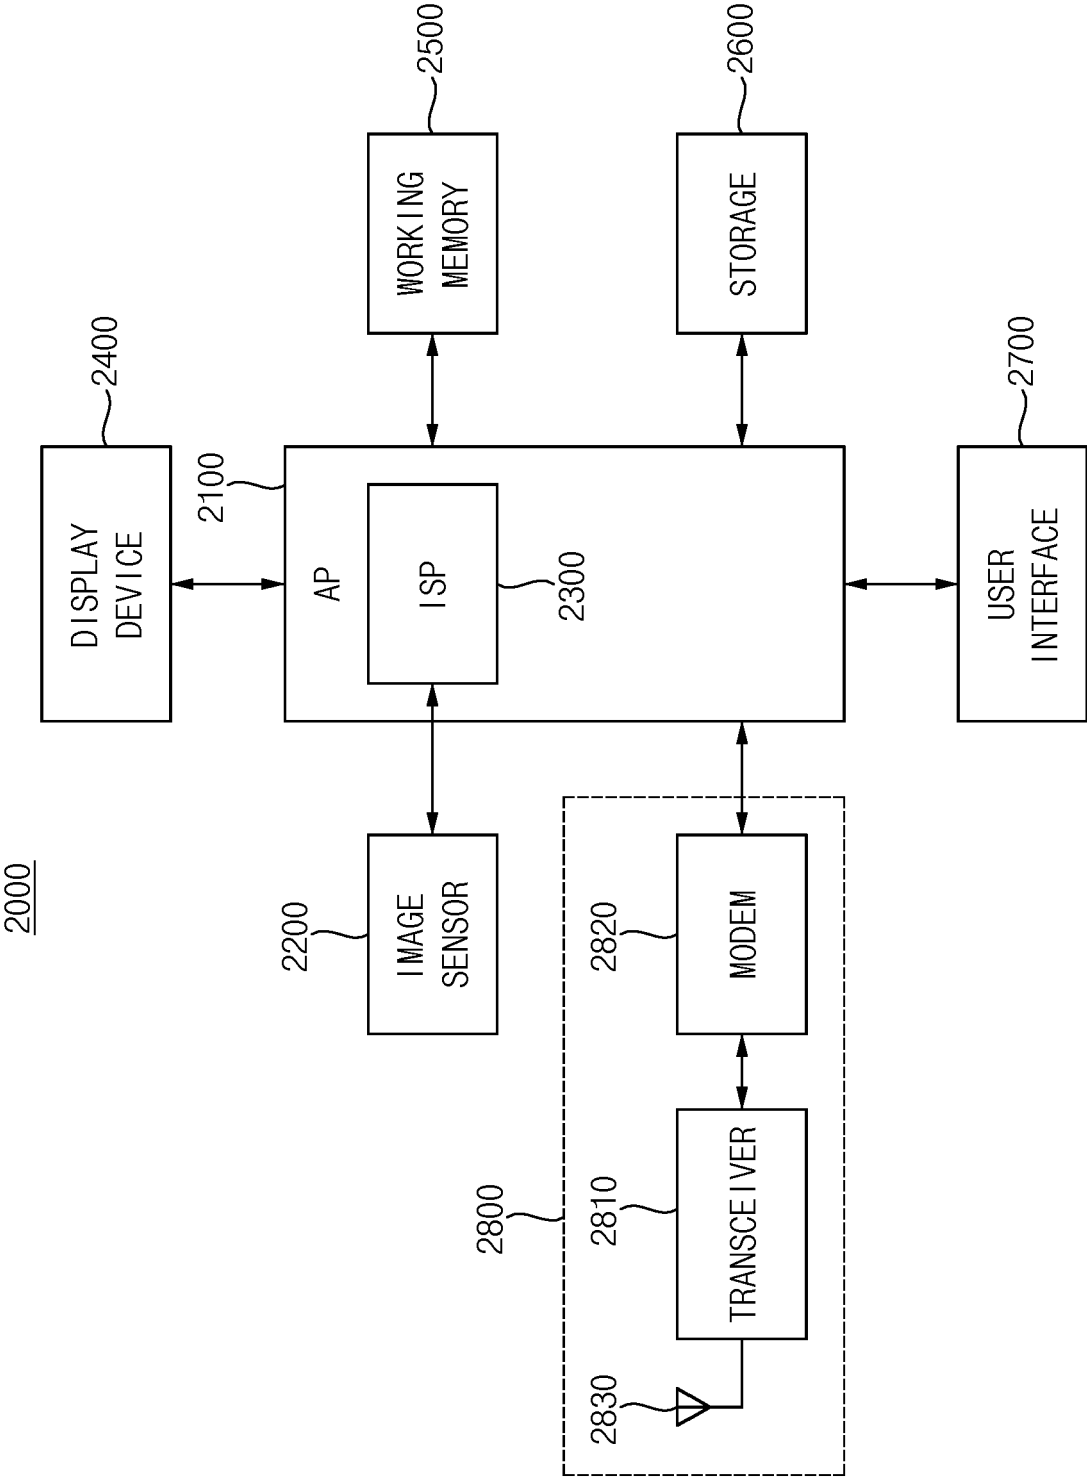 2000
DISPLAY
DEVICE
2400
2100
AP
2200
IMAGE
SENSOR
ISP
2300
WORKING
MEMORY
2500
2800
2830
2810
TRANSCEIVER
2820
MODEM
STORAGE
2600
USER
INTERFACE
2700